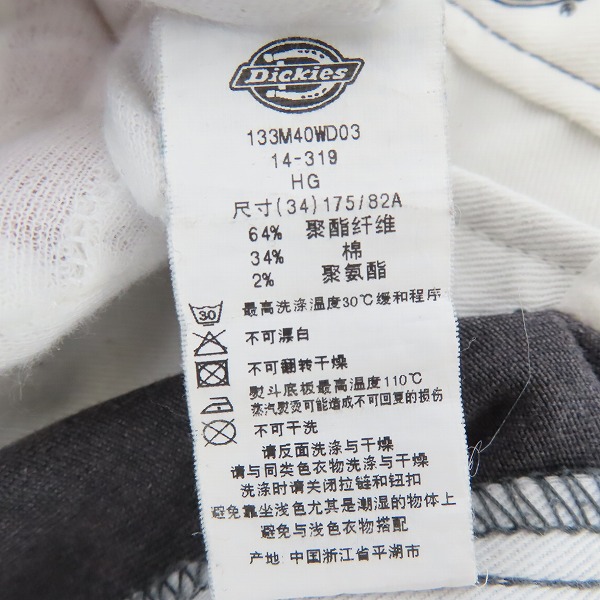 Dickies
133M40WD03
14-319
HG
尺寸(34)175/82A
64% 聚酯纤维
34% 棉
2% 聚氨酯
30 最高洗涤温度30℃缓和程序
不可漂白
不可翻转干燥
熨斗底板最高温度110℃
蒸汽熨烫可能造成不可回复的损伤
不可干洗
请反面洗涤与干燥
请与同类色衣物洗涤与干燥
洗涤时请关闭拉链和钮扣
避免靠坐浅色尤其是潮湿的物体上
避免与浅色衣物搭配
产地 中国浙江省平湖市